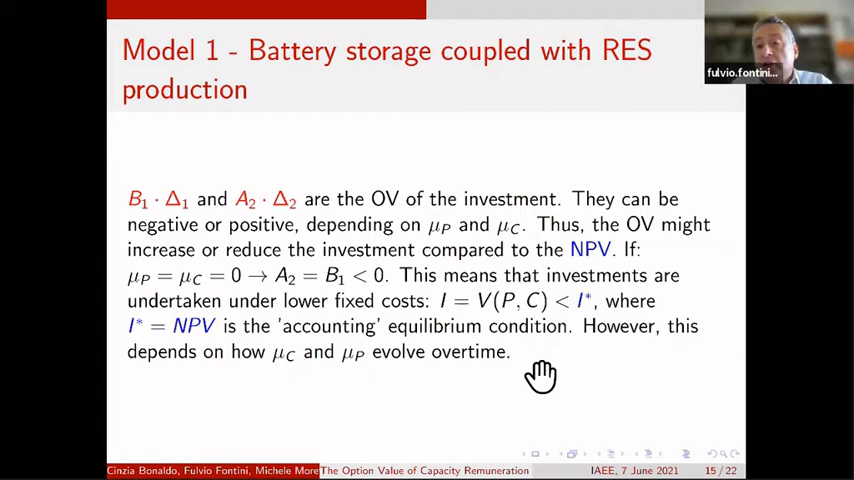 Model 1 - Battery storage coupled with RES
production
fulvio.fontini...
B₁ · Δ₁ and A₂ · Δ₂ are the OV of the investment. They can be
negative or positive, depending on μ_P and μ_C. Thus, the OV might
increase or reduce the investment compared to the NPV. If:
μ_P = μ_C = 0 → A₂ = B₁ < 0. This means that investments are
undertaken under lower fixed costs: I = V(P, C) < I*, where
I* = NPV is the 'accounting' equilibrium condition. However, this
depends on how μ_C and μ_P evolve overtime.
Cinzia Bonaldo, Fulvio Fontini, Michele More The Option Value of Capacity Remuneration IAEE, 7 June 2021 15 / 22